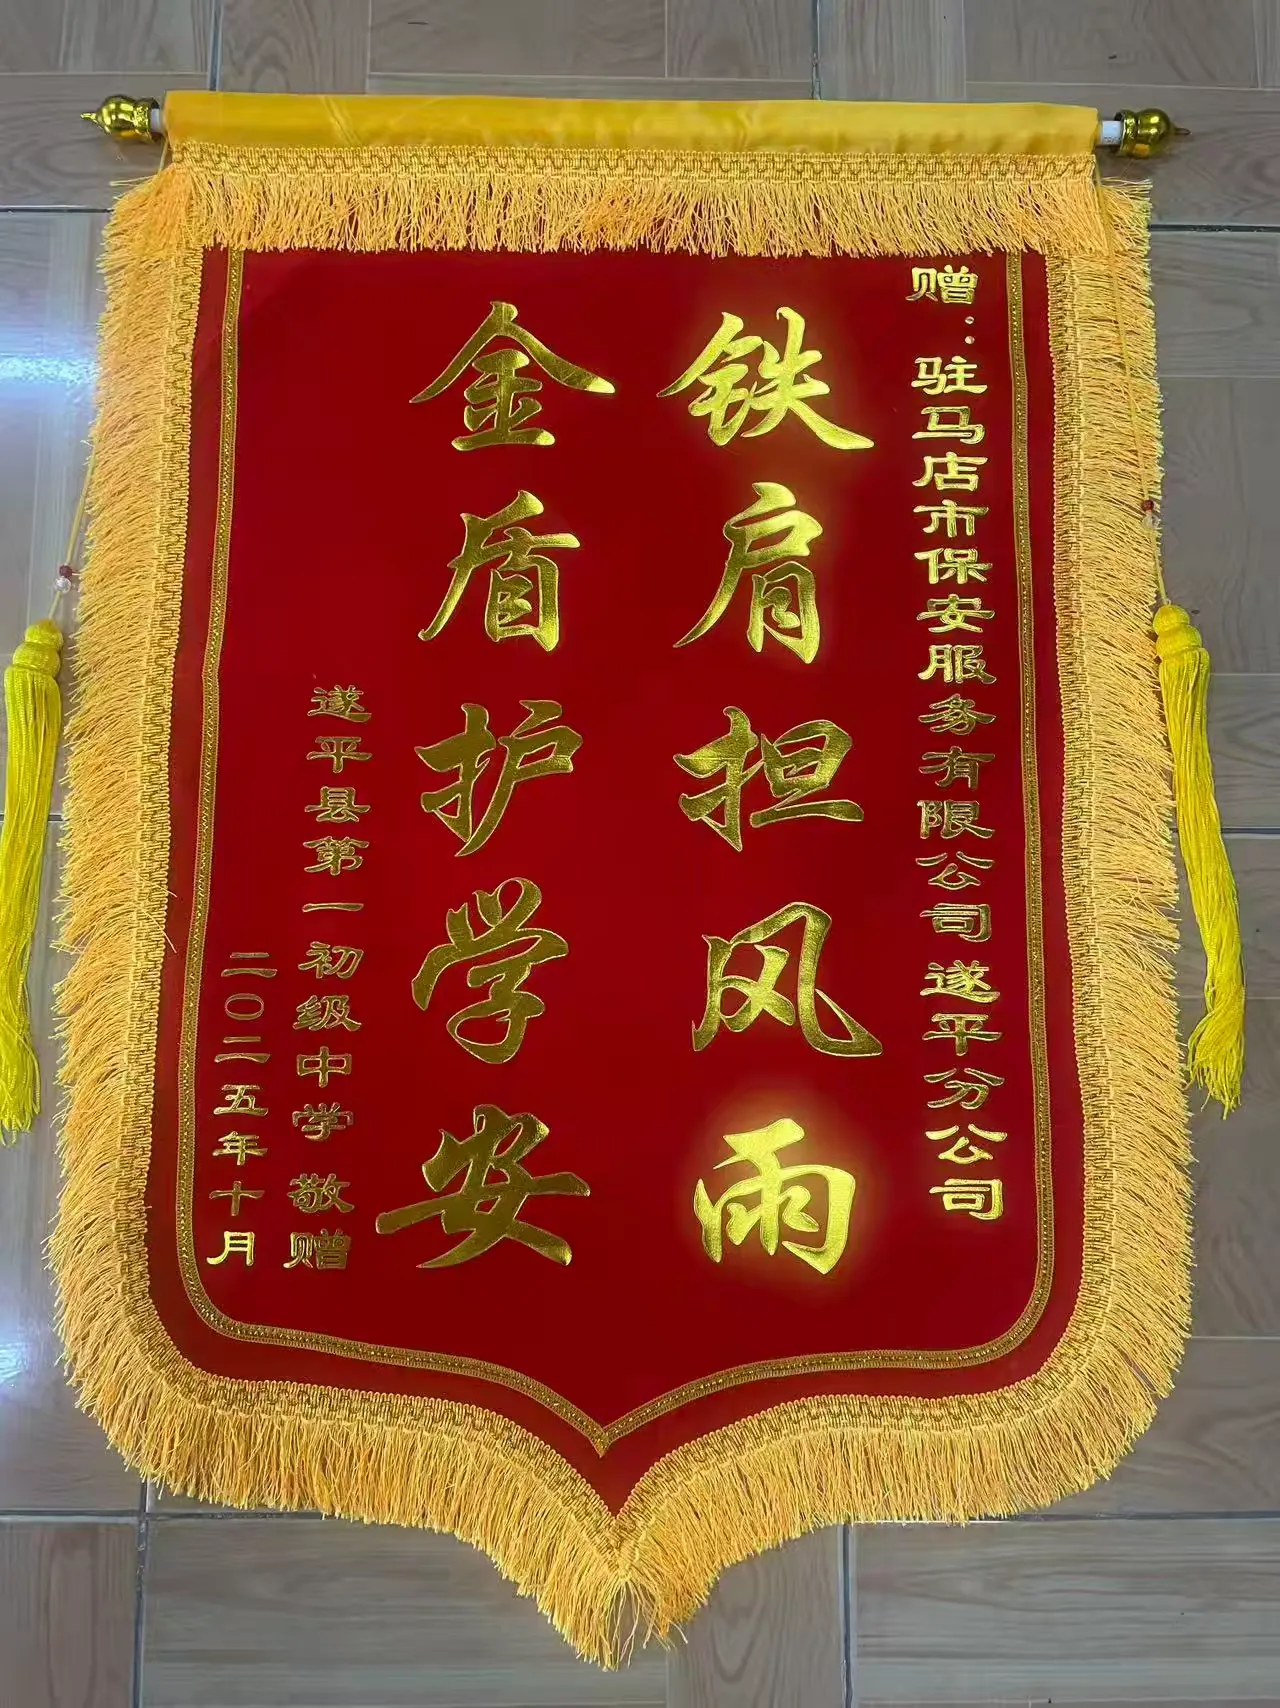 赠：驻马店市保安服务有限公司遂平分公司
铁肩担风雨
金盾护学安
遂平县第一初级中学 敬赠
二〇二五年十月